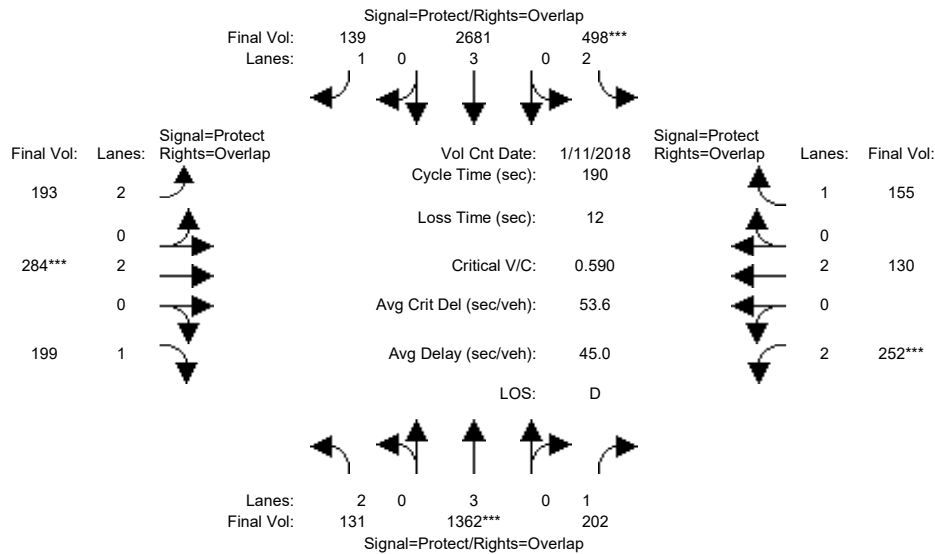 Signal=Protect/Rights=Overlap
Final Vol: 139 2681 498***
Lanes: 1 0 3 0 2
Signal=Protect Signal=Protect
Final Vol: Lanes: Rights=Overlap Vol Cnt Date: 1/11/2018 Rights=Overlap Lanes: Final Vol:
Cycle Time (sec): 190
193 2 1 155
Loss Time (sec): 12
0 0
284*** 2 Critical V/C: 0.590 2 130
0 Avg Crit Del (sec/veh): 53.6 0
199 1 Avg Delay (sec/veh): 45.0 2 252***
LOS: D
Lanes: 2 0 3 0 1
Final Vol: 131 1362*** 202
Signal=Protect/Rights=Overlap